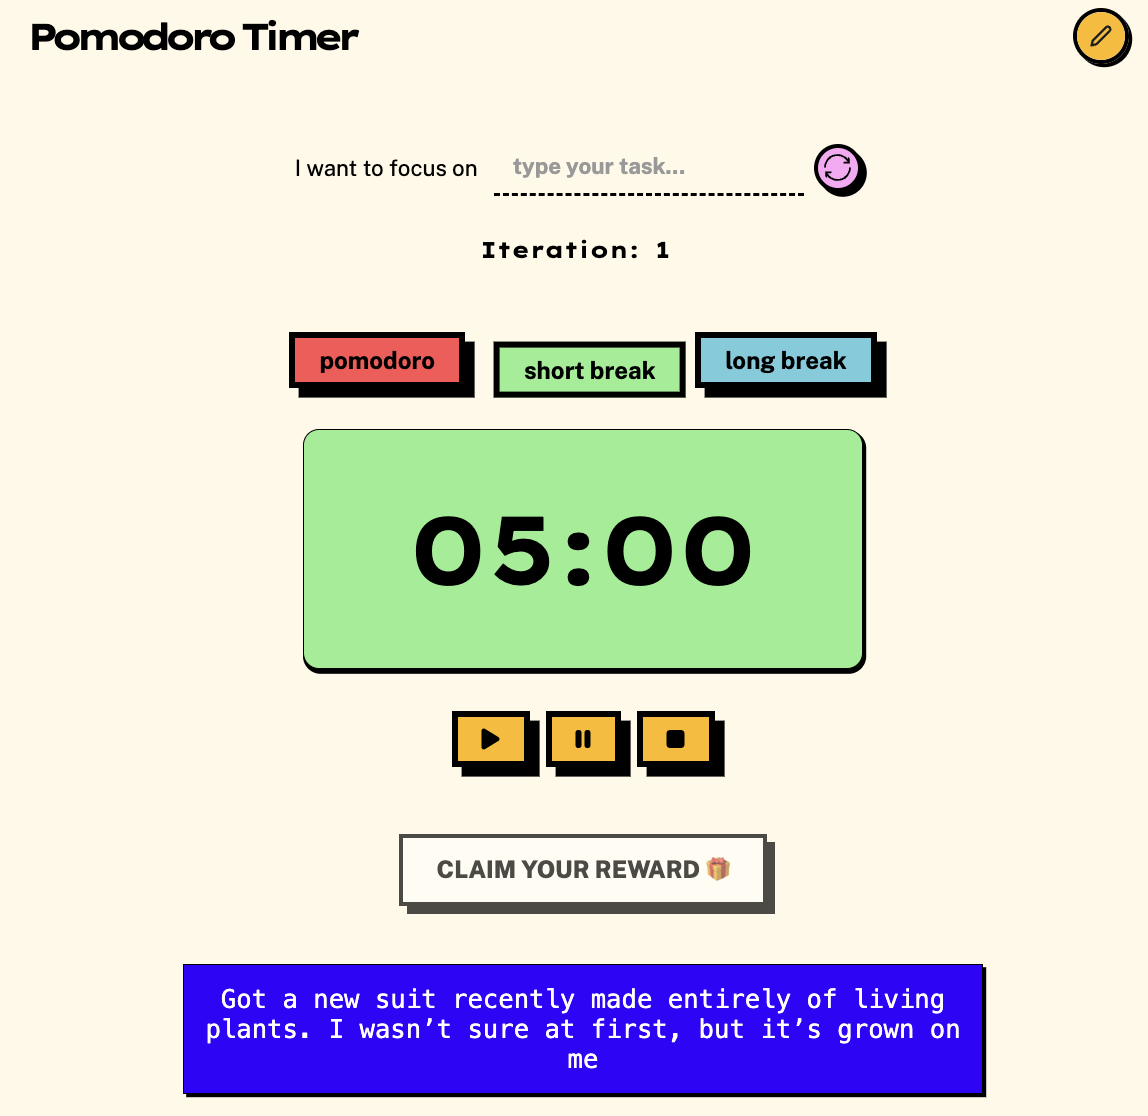 Pomodoro Timer
I want to focus on type your task...
Iteration: 1
pomodoro short break long break
05:00
CLAIM YOUR REWARD 🎁
Got a new suit recently made entirely of living
plants. I wasn’t sure at first, but it’s grown on
me